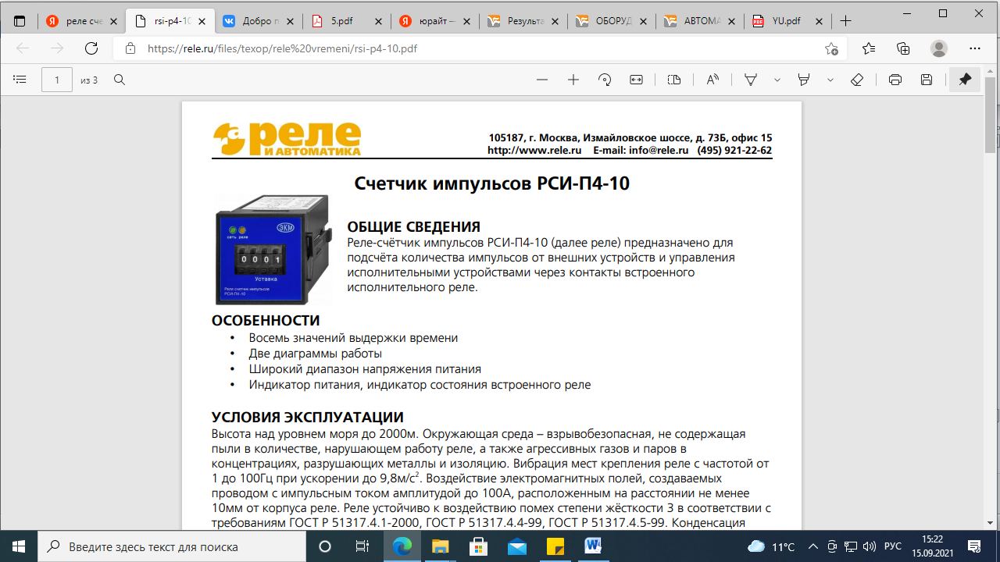 реле сче
rsi-p4-10
Добро п
5.pdf
юрайт —
Результа
ОБОРУД
АВТОМА
YU.pdf
https://rele.ru/files/texop/rele%20vremeni/rsi-p4-10.pdf
1 из 3
реле
И АВТОМАТИКА
105187, г. Москва, Измайловское шоссе, д. 73Б, офис 15
http://www.rele.ru E-mail: info@rele.ru (495) 921-22-62
Счетчик импульсов РСИ-П4-10
сеть реле
ЭКМ
0 0 0 1
Уставка
Реле счетчик импульсов
РСИ-П4-10
ОБЩИЕ СВЕДЕНИЯ
Реле-счётчик импульсов РСИ-П4-10 (далее реле) предназначено для
подсчёта количества импульсов от внешних устройств и управления
исполнительными устройствами через контакты встроенного
исполнительного реле.
ОСОБЕННОСТИ
• Восемь значений выдержки времени
• Две диаграммы работы
• Широкий диапазон напряжения питания
• Индикатор питания, индикатор состояния встроенного реле
УСЛОВИЯ ЭКСПЛУАТАЦИИ
Высота над уровнем моря до 2000м. Окружающая среда – взрывобезопасная, не содержащая
пыли в количестве, нарушающем работу реле, а также агрессивных газов и паров в
концентрациях, разрушающих металлы и изоляцию. Вибрация мест крепления реле с частотой от
1 до 100Гц при ускорении до 9,8м/с². Воздействие электромагнитных полей, создаваемых
проводом с импульсным током амплитудой до 100А, расположенным на расстоянии не менее
10мм от корпуса реле. Реле устойчиво к воздействию помех степени жёсткости 3 в соответствии с
требованиям ГОСТ Р 51317.4.1-2000, ГОСТ Р 51317.4.4-99, ГОСТ Р 51317.4.5-99. Конденсация
Введите здесь текст для поиска
11°C
РУС
15:22
15.09.2021